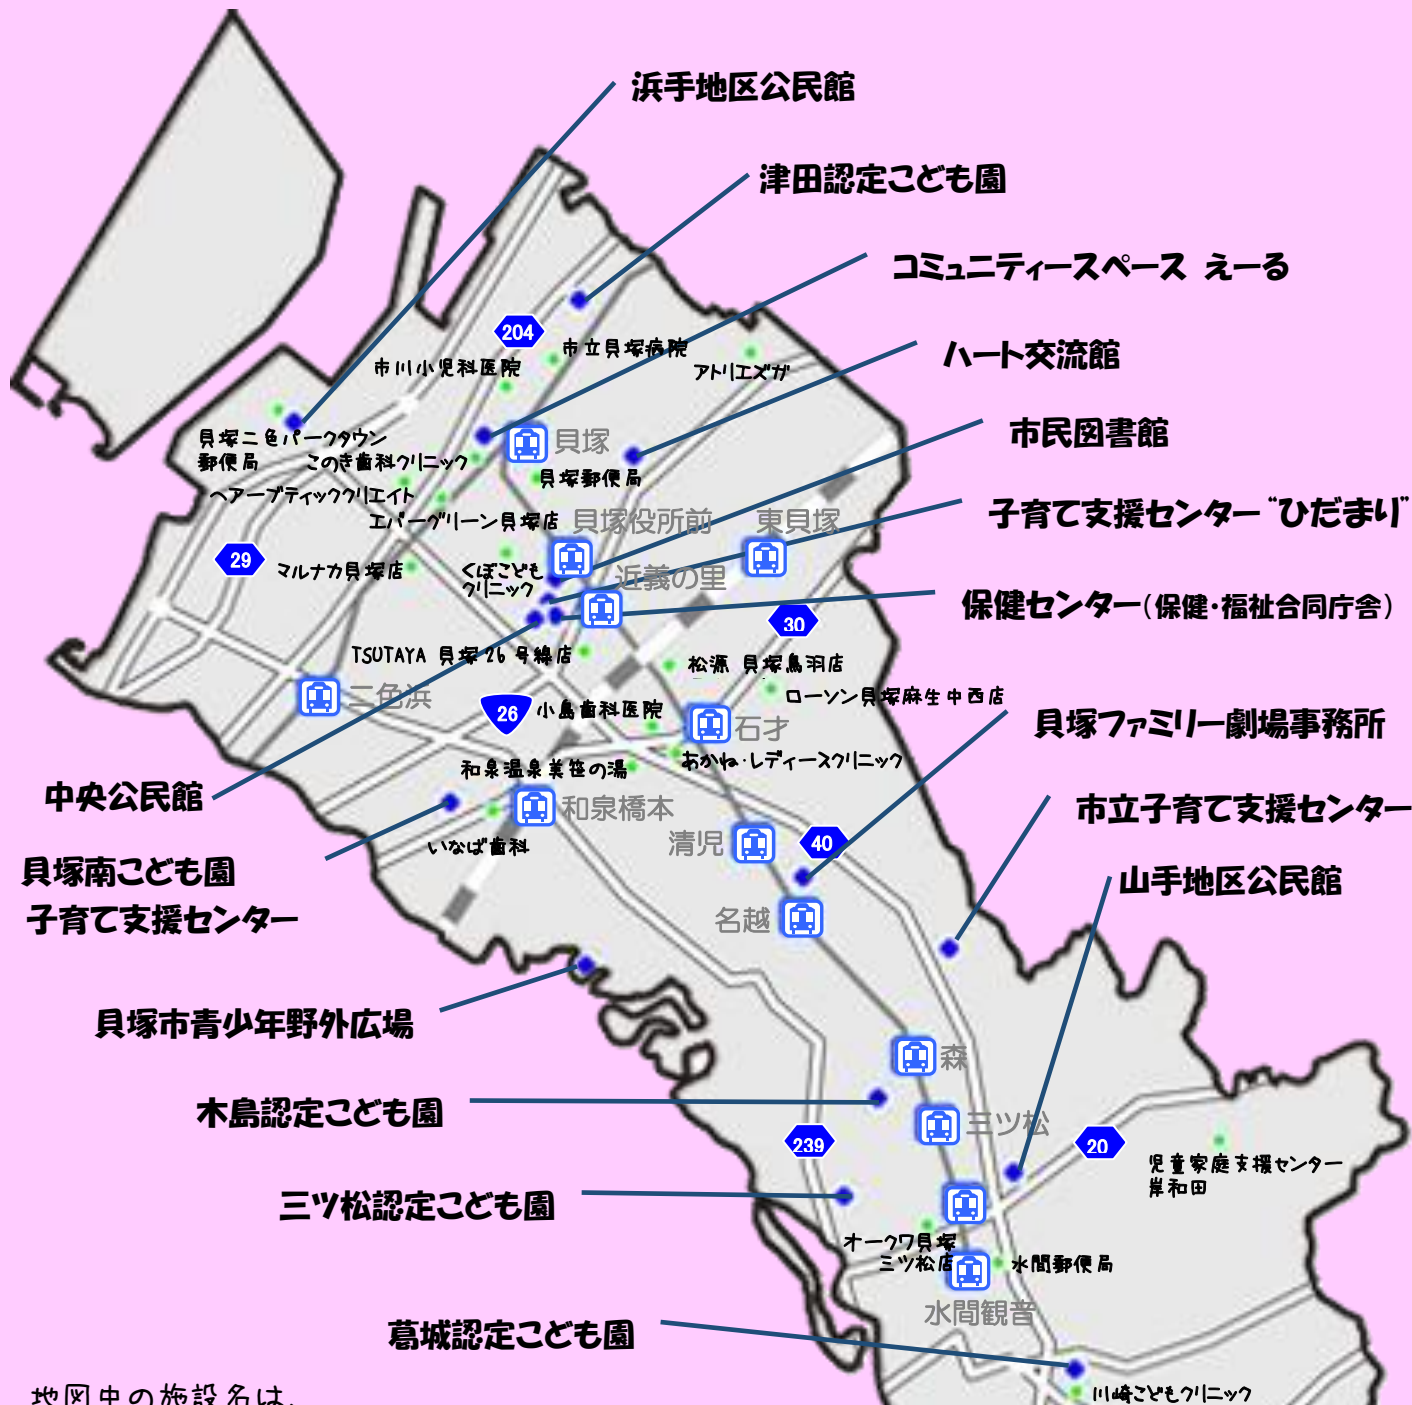 浜手地区公民館
津田認定こども園
コミュニティースペース えーる
204
市立貝塚病院
ハート交流館
市川小児科医院
アトリエズガ
貝塚二色パークタウン
郵便局
このき歯科クリニック
貝塚
市民図書館
貝塚郵便局
ヘアーブティッククリエイト
エバーグリーン貝塚店
貝塚役所前
東貝塚
子育て支援センター“ひだまり”
29
マルナカ貝塚店
くぼこども
クリニック
近義の里
保健センター(保健・福祉合同庁舎)
30
TSUTAYA 貝塚26号線店
松源 貝塚鳥羽店
二色浜
26
小島歯科医院
ローソン貝塚麻生中西店
石才
貝塚ファミリー劇場事務所
和泉温泉美笹の湯
あかね・レディースクリニック
中央公民館
和泉橋本
市立子育て支援センター
いなば歯科
清児
40
貝塚南こども園
子育て支援センター
山手地区公民館
名越
貝塚市青少年野外広場
森
木島認定こども園
三ツ松
239
20
児童家庭支援センター
岸和田
三ツ松認定こども園
オークワ貝塚
三ツ松店
水間郵便局
水間観音
葛城認定こども園
川崎こどもクリニック
地図中の施設名は、